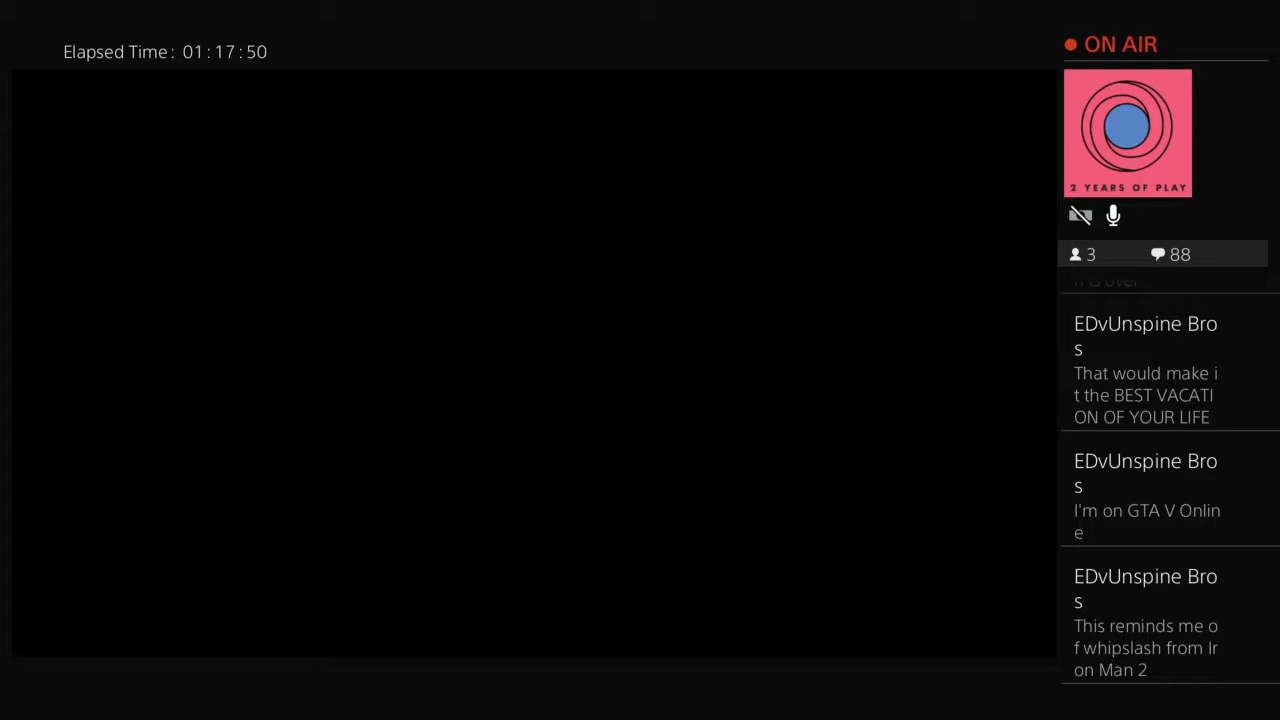 Elapsed Time: 01:17:50
ON AIR
2 YEARS OF PLAY
3 88
EDvUnspine Bro
s
That would make i
t the BEST VACATI
ON OF YOUR LIFE
EDvUnspine Bro
s
I'm on GTA V Onlin
e
EDvUnspine Bro
s
This reminds me o
f whipslash from Ir
on Man 2